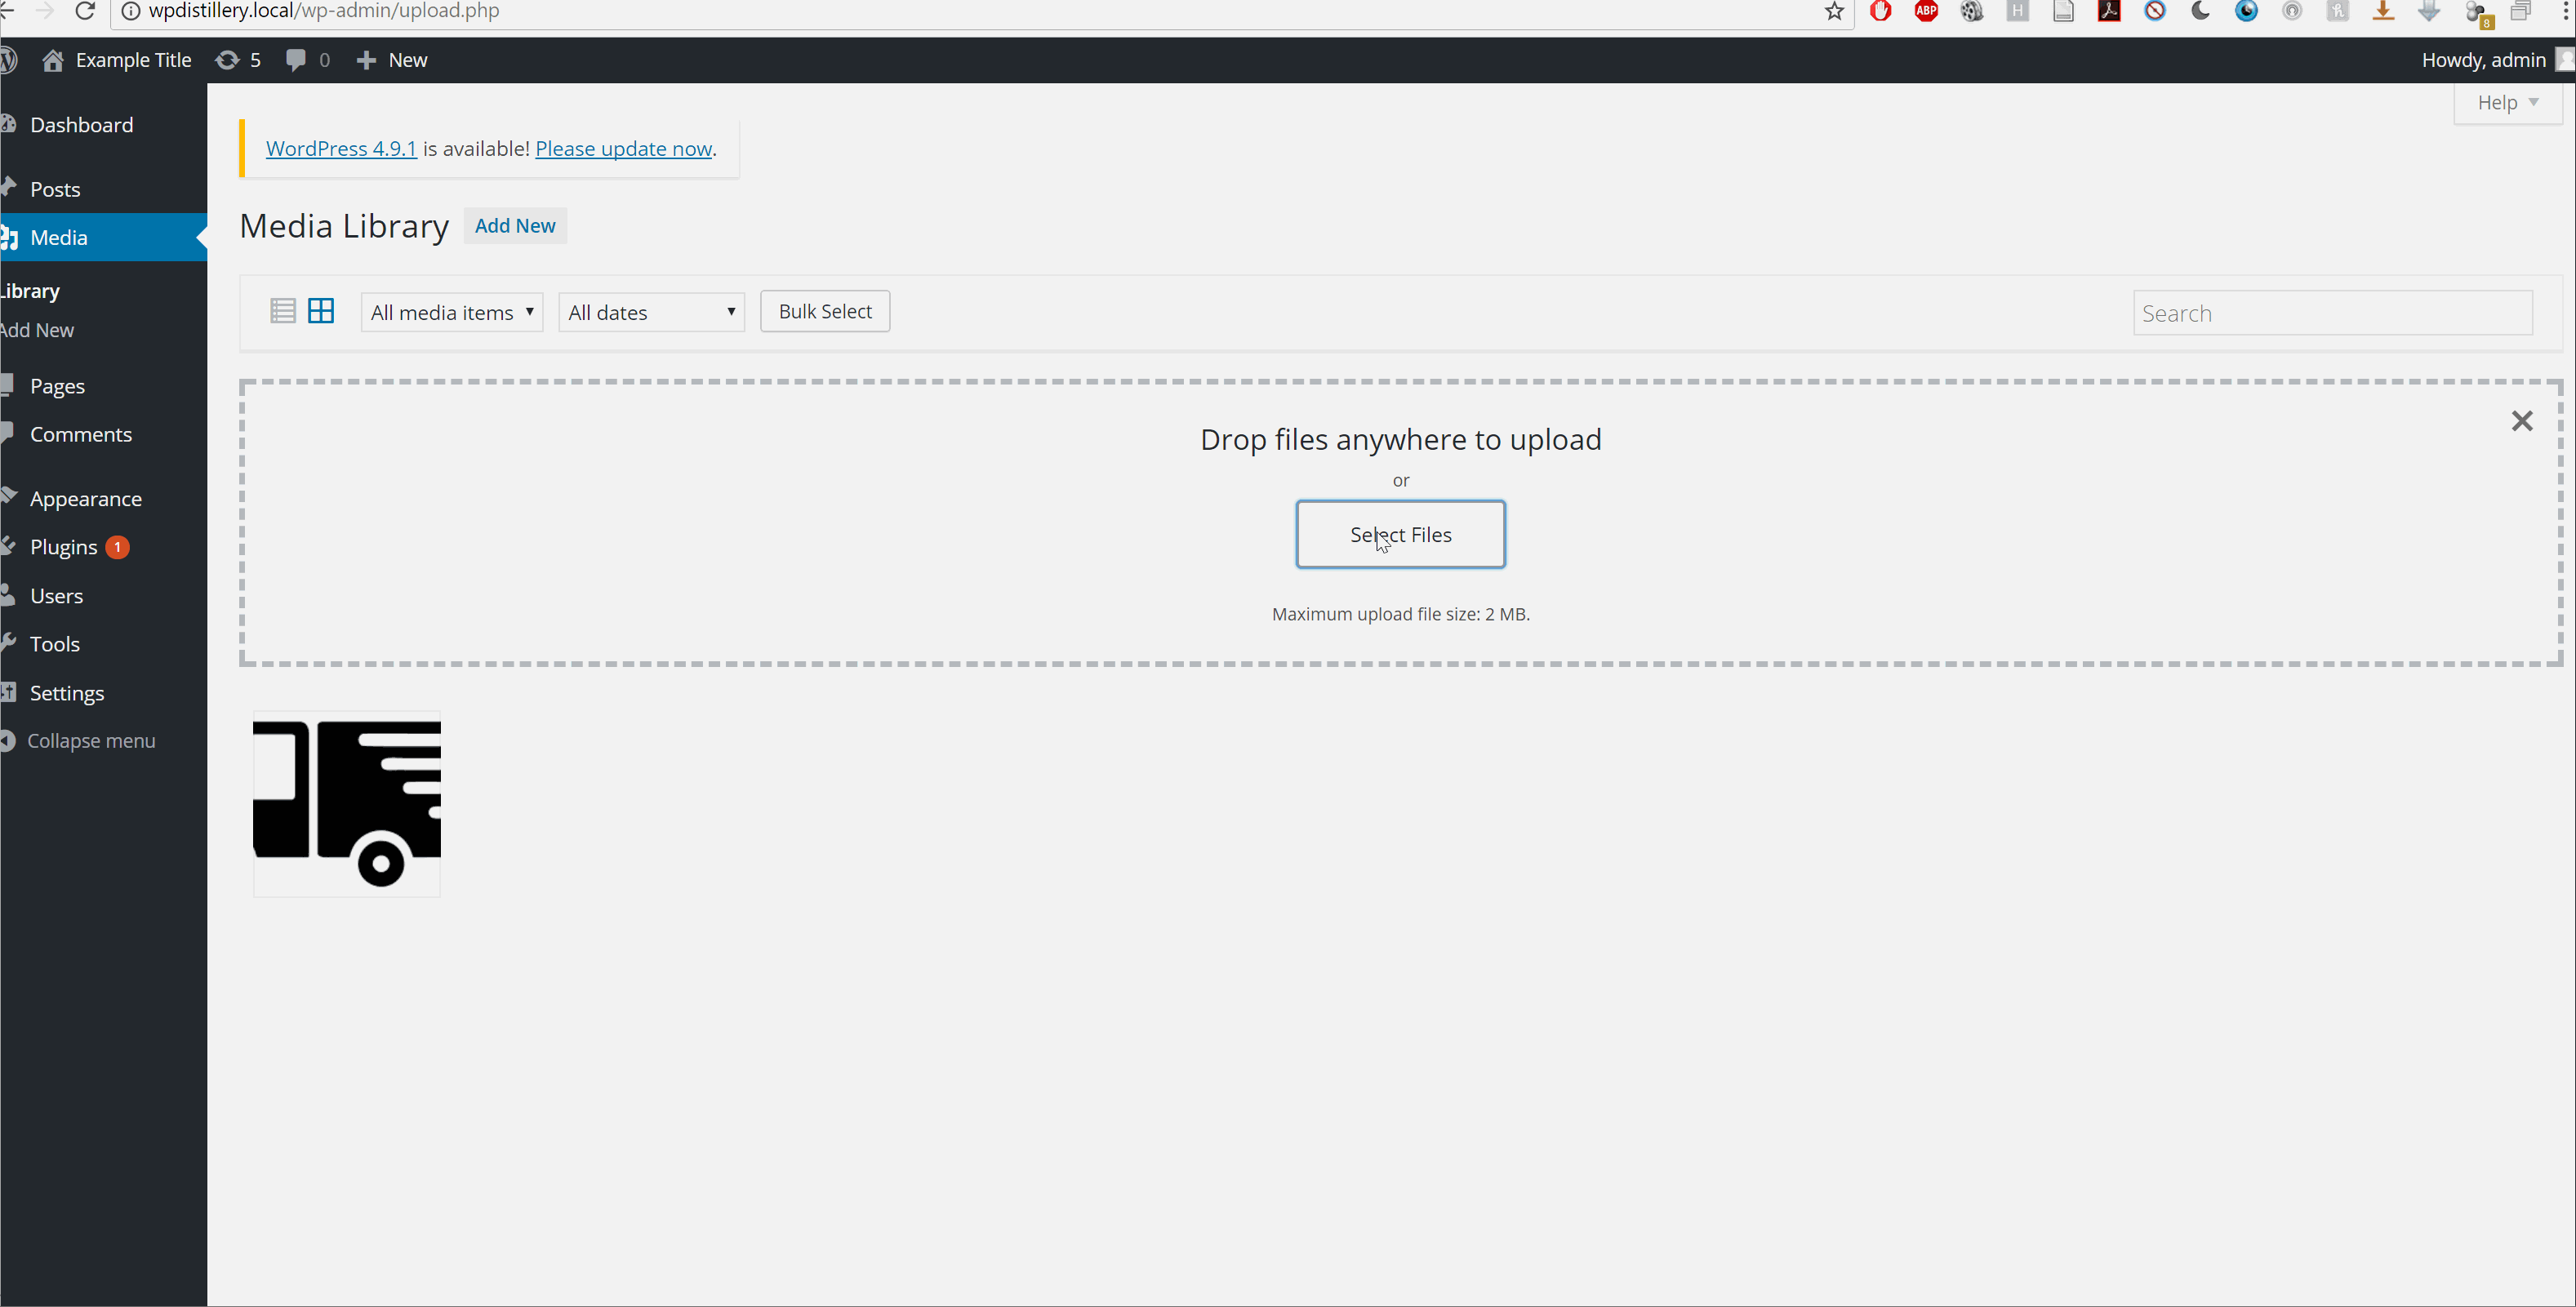 wpdistillery.local/wp-admin/upload.php
ABP
H
8
Example Title 5 0 New
Howdy, admin
Help
Dashboard
Posts
Media
Library
Add New
Pages
Comments
Appearance
Plugins 1
Users
Tools
Settings
Collapse menu
WordPress 4.9.1 is available! Please update now.
Media Library Add New
All media items All dates Bulk Select
Search
Drop files anywhere to upload
or
Select Files
Maximum upload file size: 2 MB.